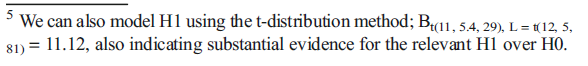 5 We can also model H1 using the t-distribution method; Bt(11, 5.4, 29), L = t(12, 5,
81) = 11.12, also indicating substantial evidence for the relevant H1 over H0.